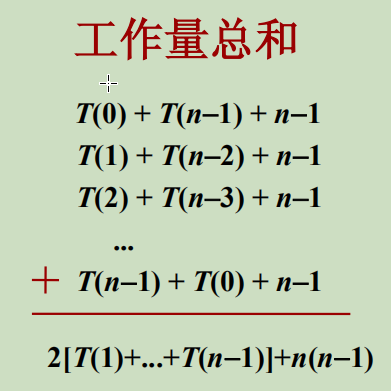 工作量总和
T(0) + T(n–1) + n–1
T(1) + T(n–2) + n–1
T(2) + T(n–3) + n–1
...
+ T(n–1) + T(0) + n–1
2[T(1)+...+T(n–1)]+n(n–1)